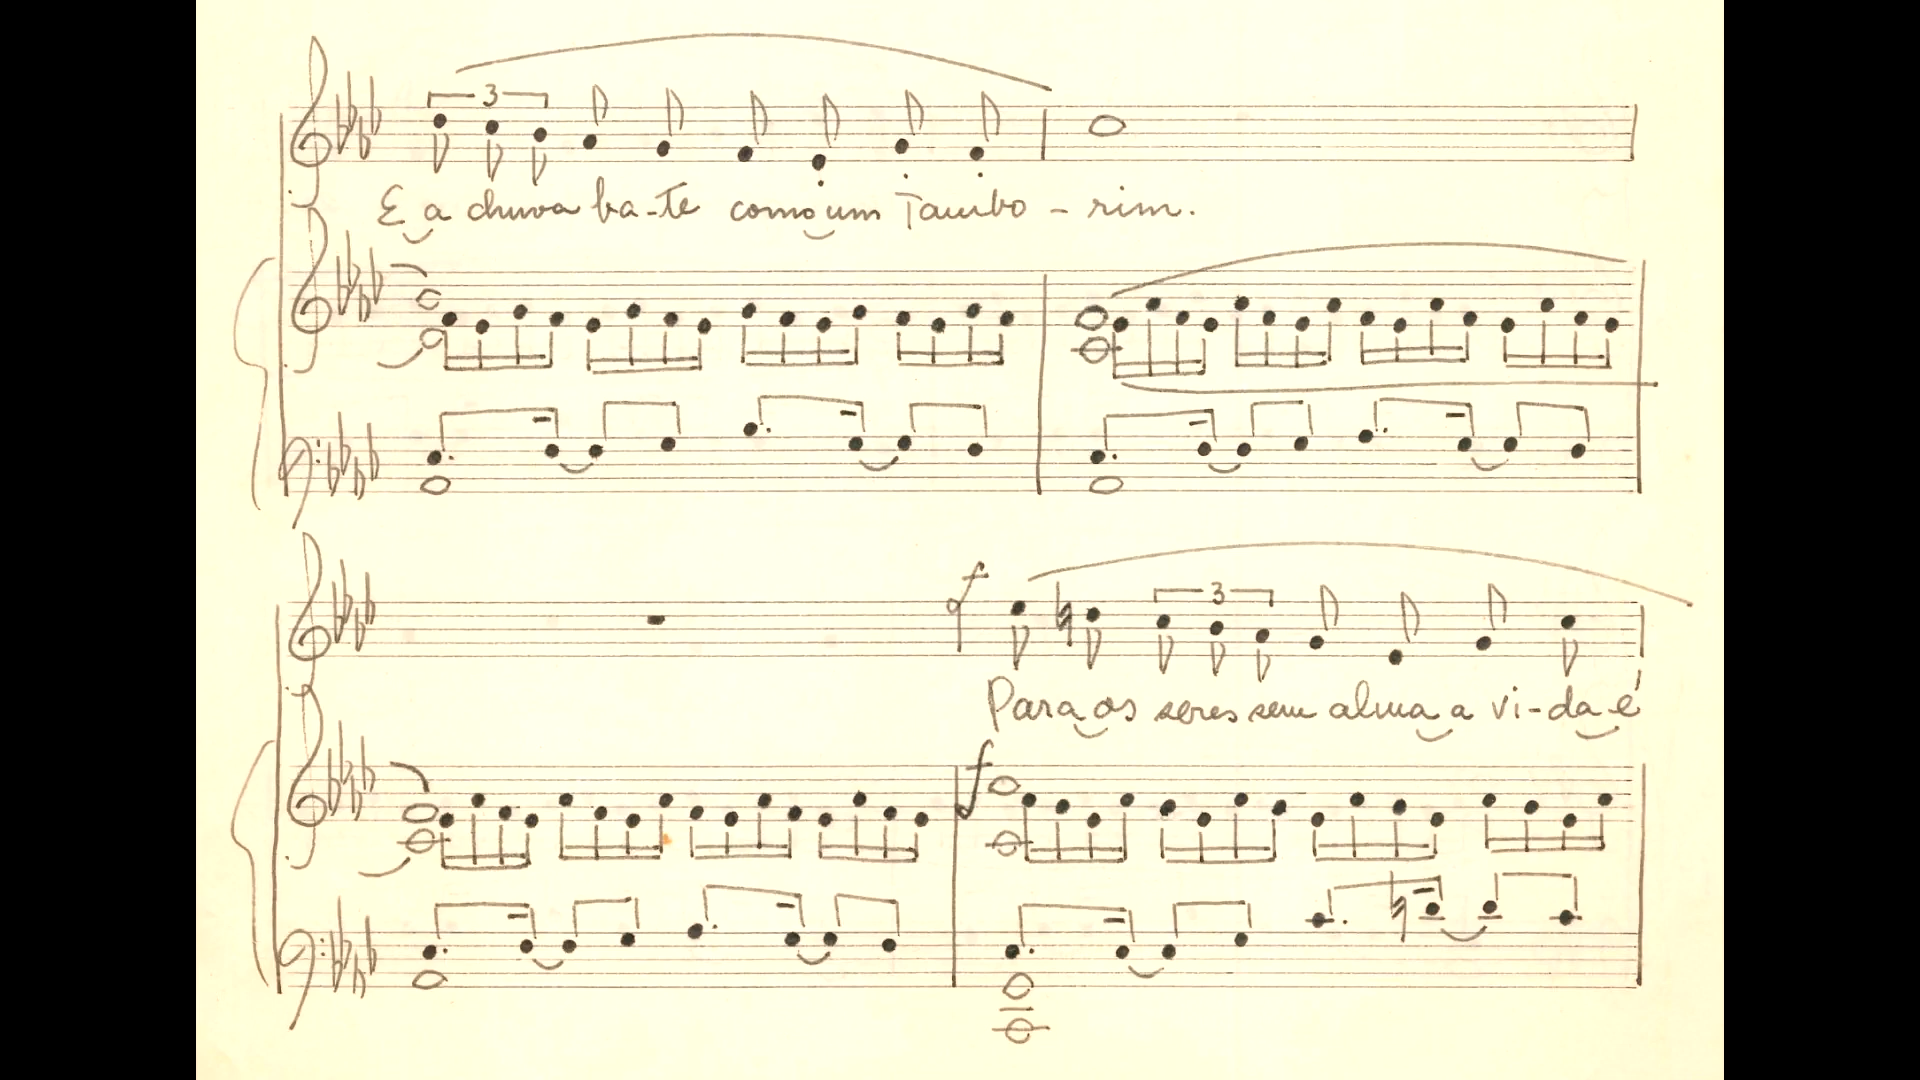 3
E a chuva ba-te como um Tambo-rim.
f
3
Para os seres sem alma a vi-da é
f